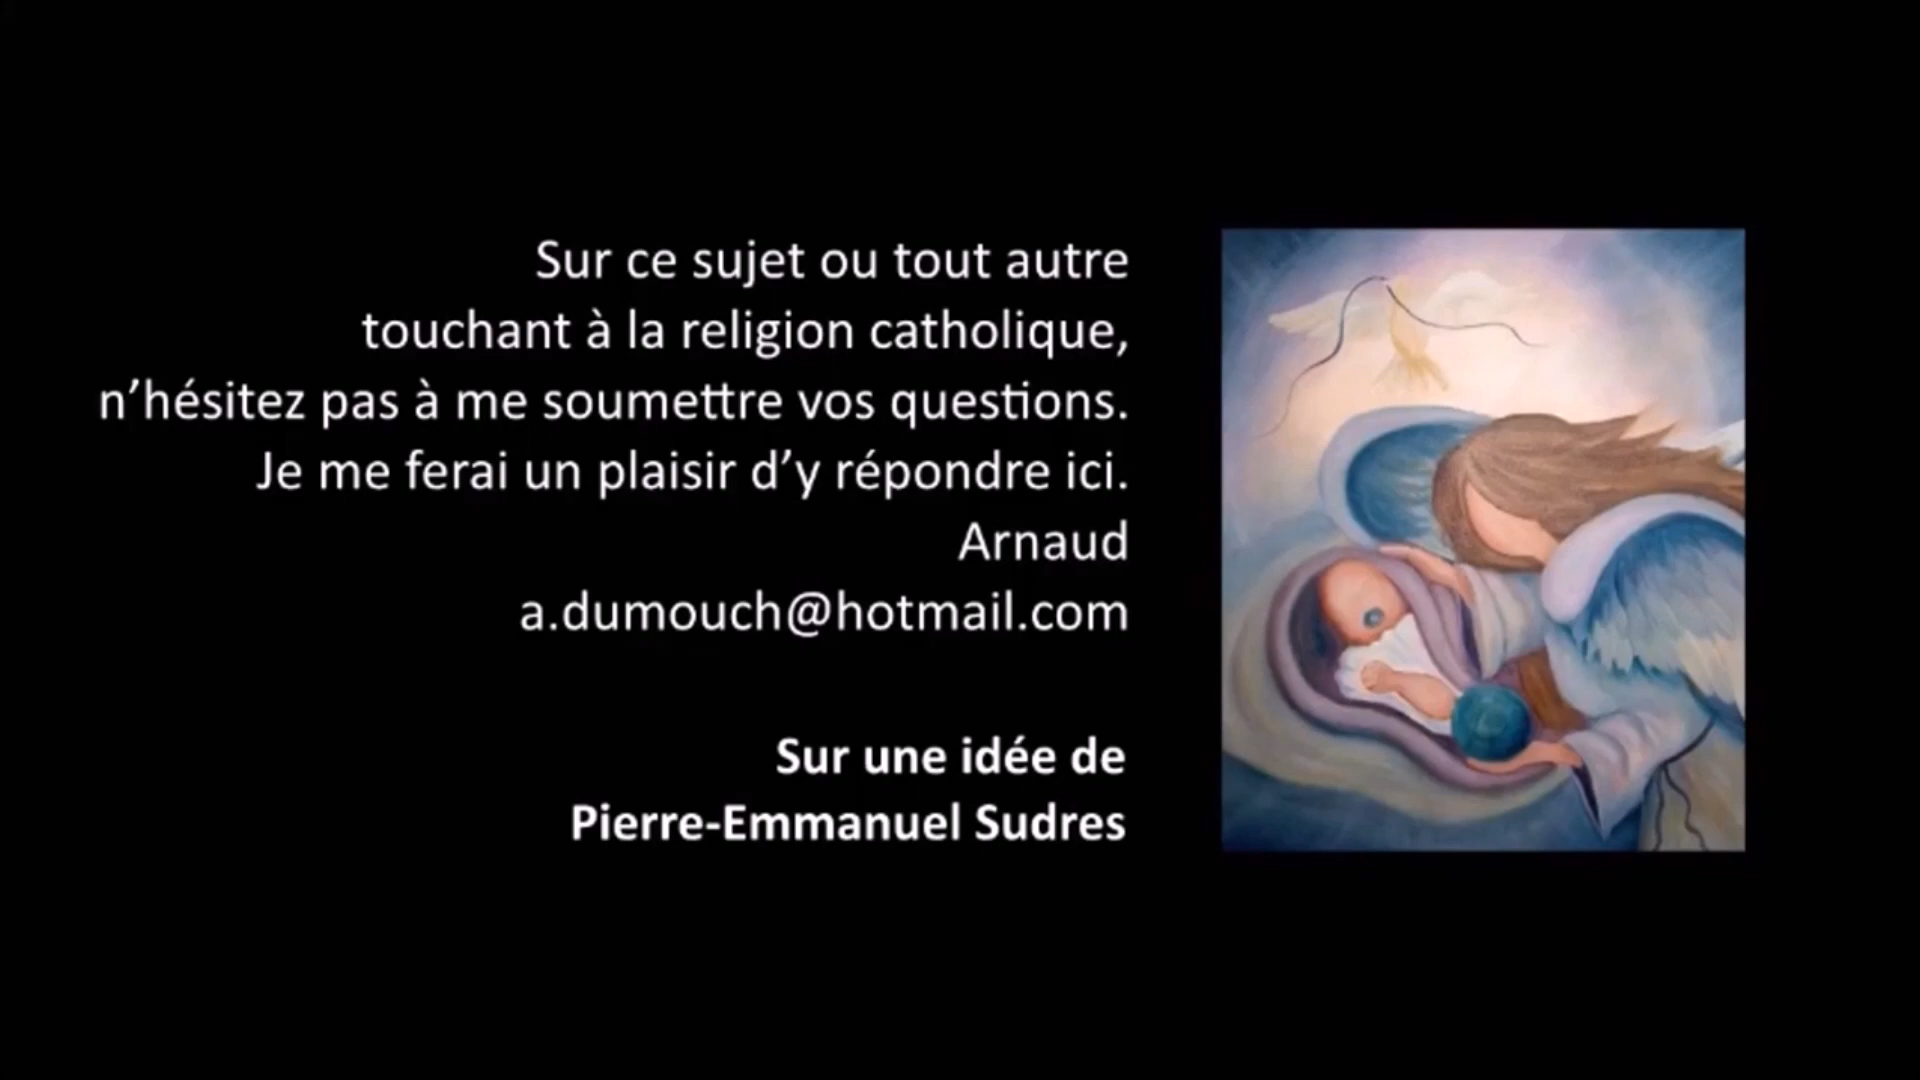 Sur ce sujet ou tout autre
touchant à la religion catholique,
n’hésitez pas à me soumettre vos questions.
Je me ferai un plaisir d’y répondre ici.
Arnaud
a.dumouch@hotmail.com
Sur une idée de
Pierre-Emmanuel Sudres